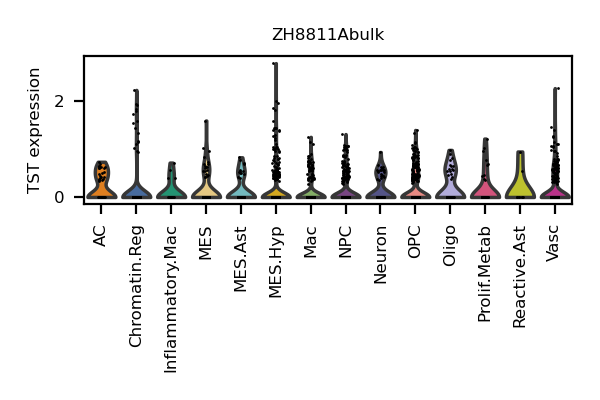 ZH8811Abulk
TST expression
2
0
AC
Chromatin.Reg
Inflammatory.Mac
MES
MES.Ast
MES.Hyp
Mac
NPC
Neuron
OPC
Oligo
Prolif.Metab
Reactive.Ast
Vasc